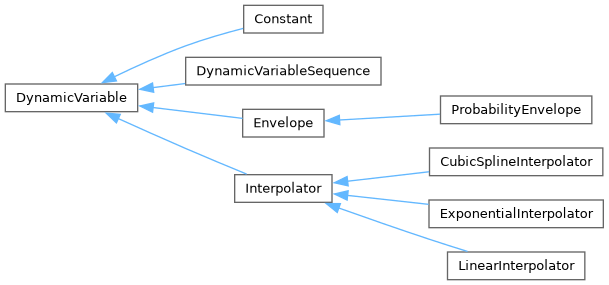 Constant
DynamicVariableSequence
DynamicVariable
ProbabilityEnvelope
Envelope
CubicSplineInterpolator
Interpolator
ExponentialInterpolator
LinearInterpolator